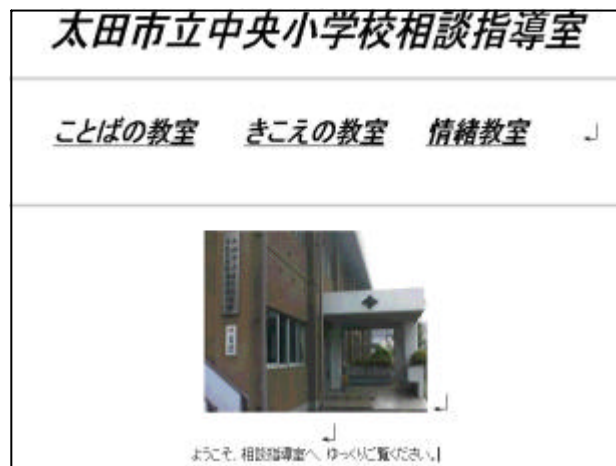 太田市立中央小学校相談指導室
ことばの教室 きこえの教室 情緒教室
ようこそ、相談指導室へ ゆっくりご覧ください。